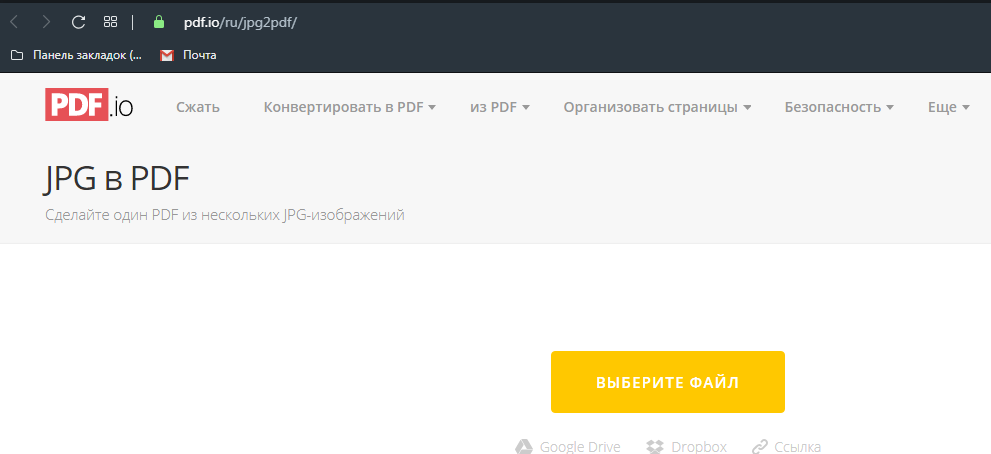 pdf.io/ru/jpg2pdf/
Панель закладок (... Почта
PDF.io Сжать Конвертировать в PDF из PDF Организовать страницы Безопасность Еще
JPG в PDF
Сделайте один PDF из нескольких JPG-изображений
ВЫБЕРИТЕ ФАЙЛ
Google Drive Dropbox Ссылка